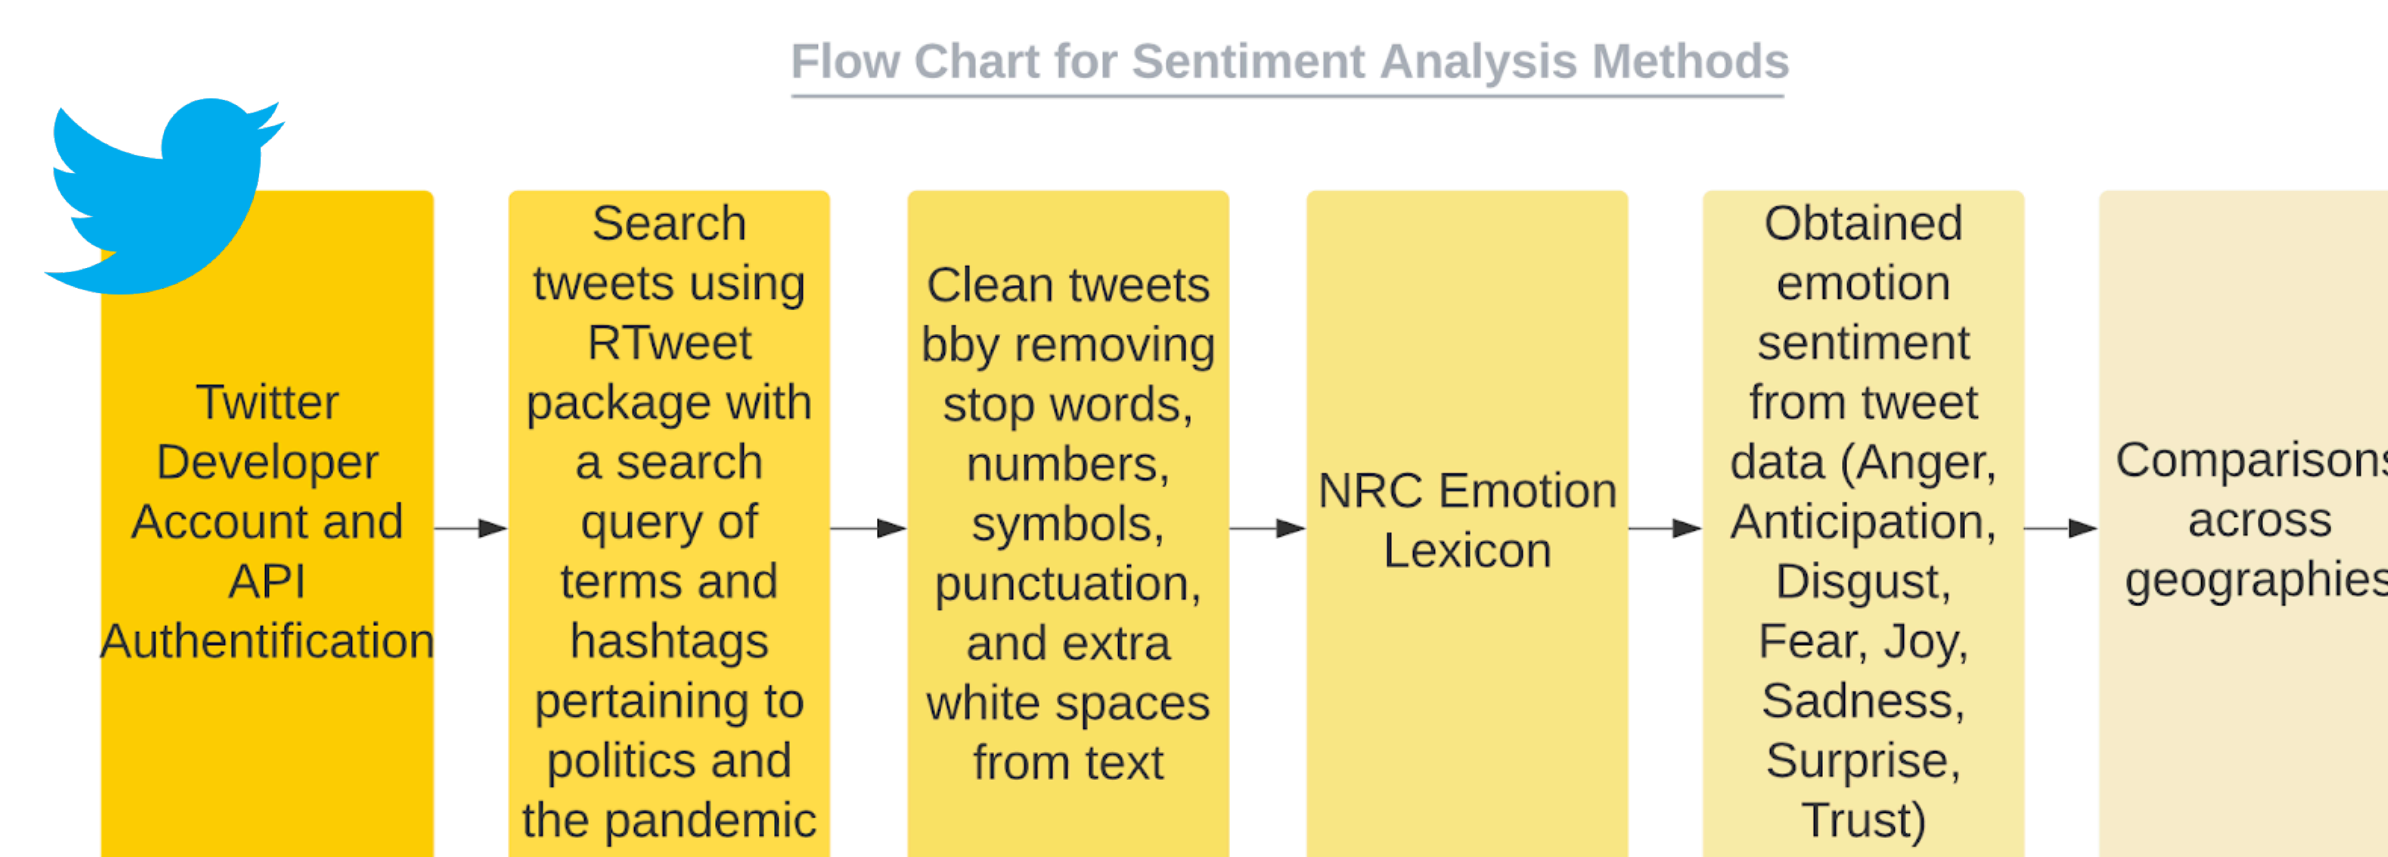 Flow Chart for Sentiment Analysis Methods
Twitter
Developer
Account and
API
Authentification
Search
tweets using
RTweet
package with
a search
query of
terms and
hashtags
pertaining to
politics and
the pandemic
Clean tweets
bby removing
stop words,
numbers,
symbols,
punctuation,
and extra
white spaces
from text
NRC Emotion
Lexicon
Obtained
emotion
sentiment
from tweet
data (Anger,
Anticipation,
Disgust,
Fear, Joy,
Sadness,
Surprise,
Trust)
Comparisons
across
geographies